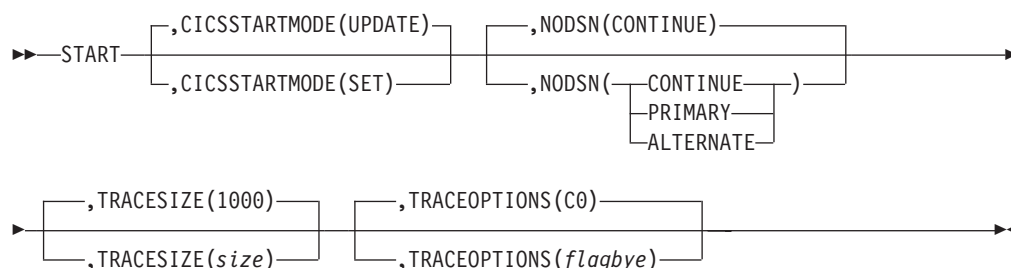 ,CICSSTARTMODE(UPDATE) ,NODSN(CONTINUE)
START
,CICSSTARTMODE(SET) ,NODSN( CONTINUE )
PRIMARY
ALTERNATE
,TRACESIZE(1000) ,TRACEOPTIONS(C0)
,TRACESIZE(size) ,TRACEOPTIONS(flagbye)